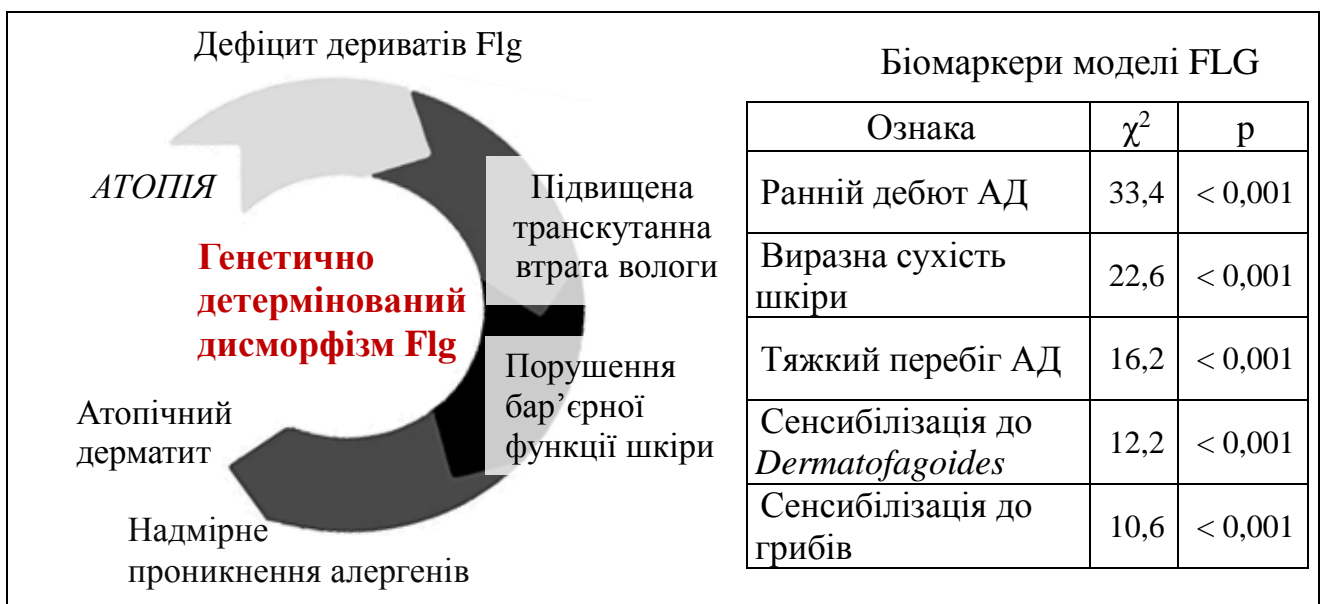 Дефіцит дериватів Flg
АТОПІЯ
Генетично
детермінований
дисморфізм Flg
Підвищена
транскутанна
втрата вологи
Порушення
бар’єрної
функції шкіри
Атопічний
дерматит
Надмірне
проникнення алергенів
Біомаркери моделі FLG
Ознака χ² р
Ранній дебют АД 33,4 < 0,001
Виразна сухість
шкіри 22,6 < 0,001
Тяжкий перебіг АД 16,2 < 0,001
Сенсибілізація до
Dermatofagoides 12,2 < 0,001
Сенсибілізація до
грибів 10,6 < 0,001